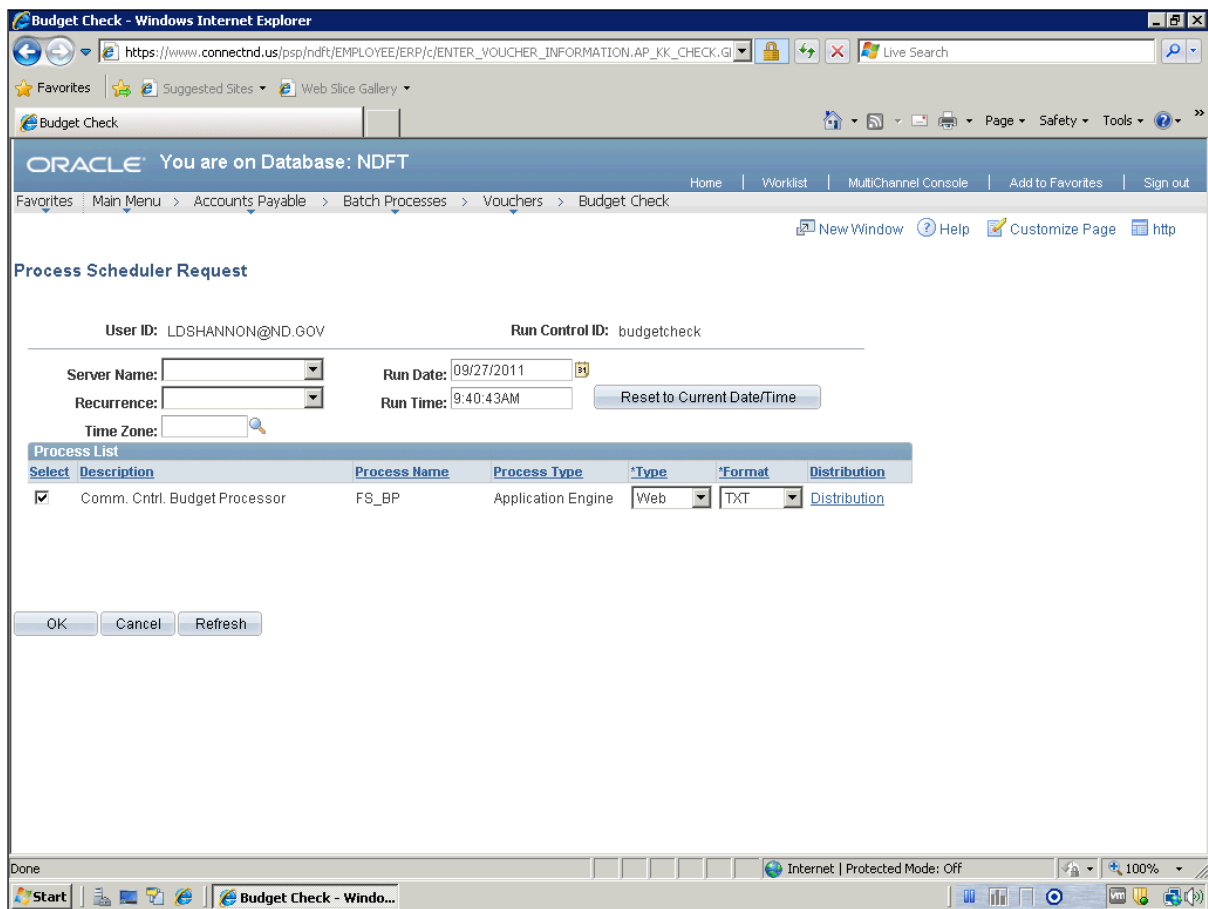 Budget Check - Windows Internet Explorer
https://www.connectnd.us/psp/ndft/EMPLOYEE/ERP/c/ENTER_VOUCHER_INFORMATION.AP_KK_CHECK.GI
Live Search
Favorites Suggested Sites Web Slice Gallery
Budget Check Page Safety Tools »
ORACLE You are on Database: NDFT
Home | Worklist | MultiChannel Console | Add to Favorites | Sign out
Favorites Main Menu > Accounts Payable > Batch Processes > Vouchers > Budget Check
New Window Help Customize Page http
Process Scheduler Request
User ID: LDSHANNON@ND.GOV Run Control ID: budgetcheck
Server Name: Run Date: 09/27/2011
Recurrence: Run Time: 9:40:43AM Reset to Current Date/Time
Time Zone:
Process List
Select Description Process Name Process Type *Type *Format Distribution
Comm. Cntrl. Budget Processor FS_BP Application Engine Web TXT Distribution
OK Cancel Refresh
Done Internet | Protected Mode: Off 100%
Start Budget Check - Windo...